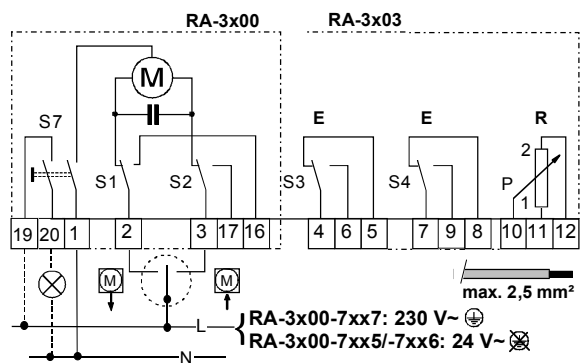 RA-3x00 RA-3x03
M
S7 E E R
2
S1 S2 S3 S4 P
1
19 20 1 2 3 17 16 4 6 5 7 9 8 10 11 12
M M
max. 2,5 mm²
L RA-3x00-7xx7: 230 V~
RA-3x00-7xx5/-7xx6: 24 V~
N